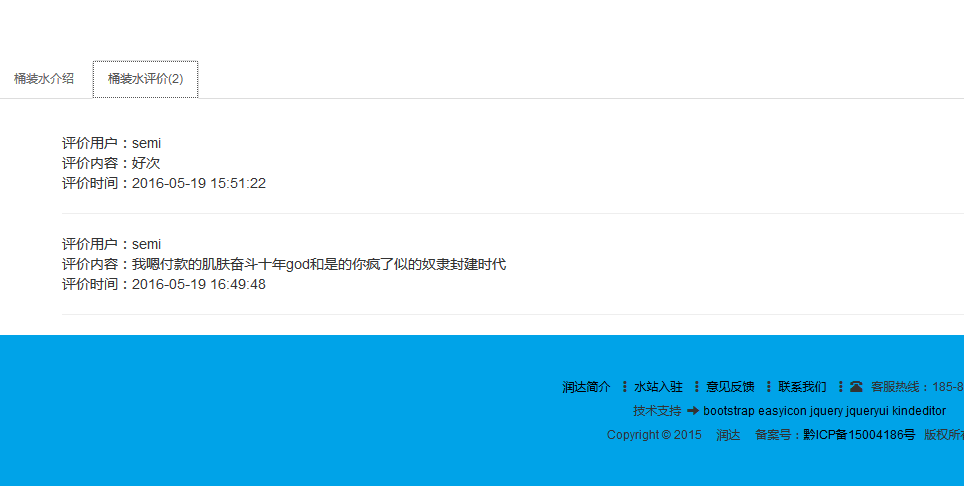 桶装水介绍 桶装水评价(2)
评价用户：semi
评价内容：好次
评价时间：2016-05-19 15:51:22
评价用户：semi
评价内容：我嗯付款的肌肤奋斗十年god和是的你疯了似的奴隶封建时代
评价时间：2016-05-19 16:49:48
润达简介 水站入驻 意见反馈 联系我们 客服热线：185-8
技术支持 bootstrap easyicon jquery jqueryui kindeditor
Copyright © 2015 润达 备案号：黔ICP备15004186号 版权所有